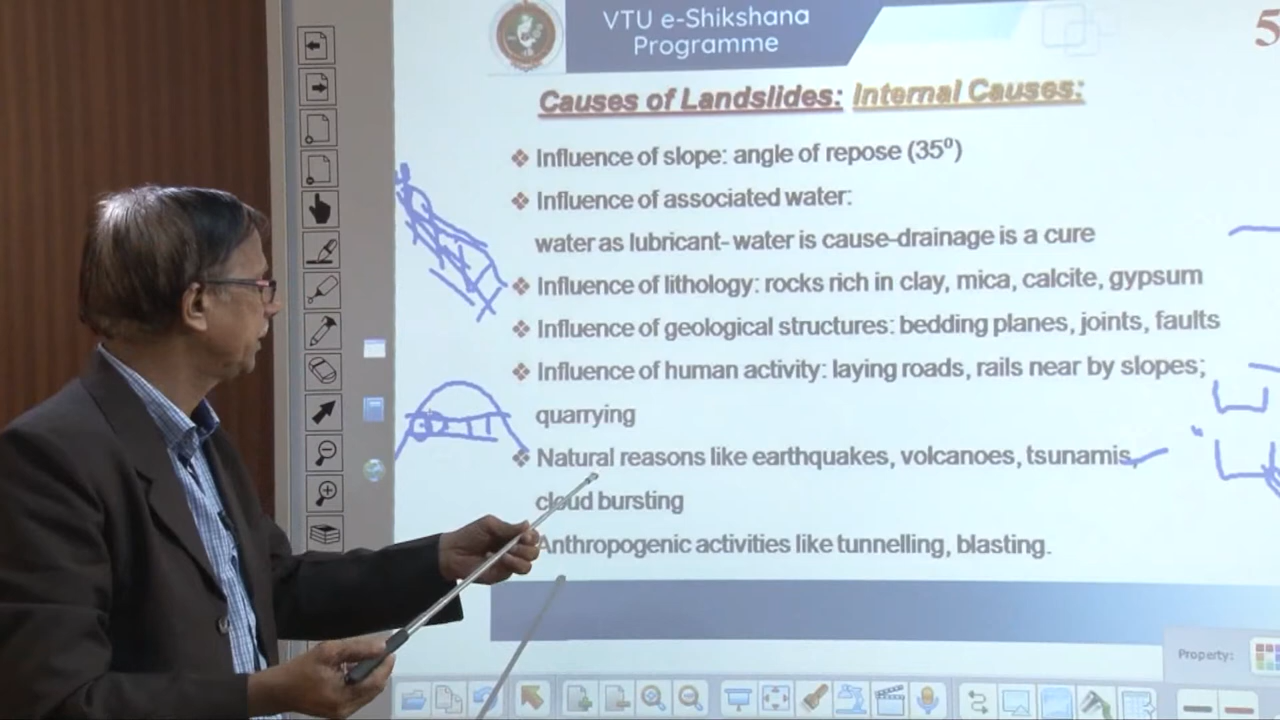 VTU e-Shikshana
Programme
5
Causes of Landslides: Internal Causes:
❖ Influence of slope: angle of repose (35⁰)
❖ Influence of associated water:
water as lubricant- water is cause-drainage is a cure
❖ Influence of lithology: rocks rich in clay, mica, calcite, gypsum
❖ Influence of geological structures: bedding planes, joints, faults
❖ Influence of human activity: laying roads, rails near by slopes;
quarrying
❖ Natural reasons like earthquakes, volcanoes, tsunamis,
cloud bursting
Anthropogenic activities like tunnelling, blasting.
Property: